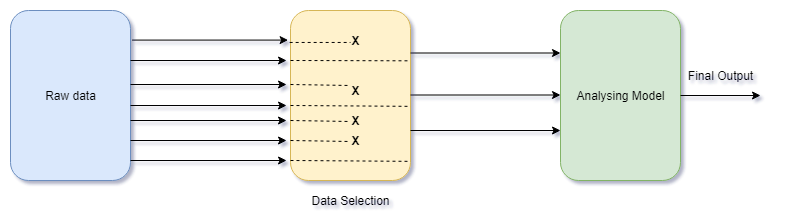 Raw data
X
X
X
X
Data Selection
Analysing Model
Final Output